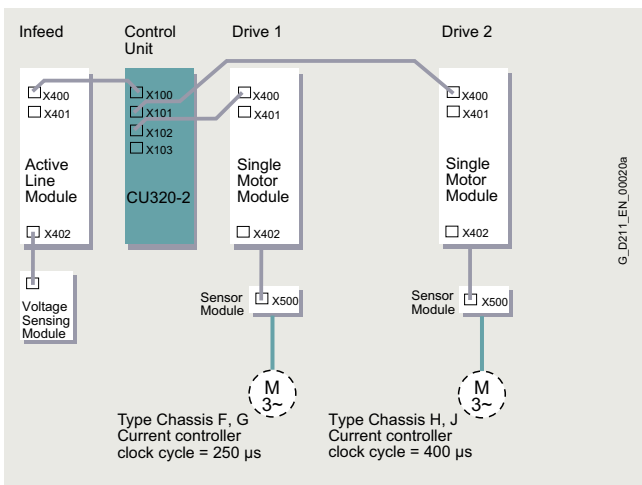 Infeed
Control
Unit
Drive 1
Drive 2
X400
X401
X100
X101
X102
X103
X400
X401
X400
X401
Active
Line
Module
CU320-2
Single
Motor
Module
Single
Motor
Module
X402
X402
X402
Voltage
Sensing
Module
Sensor
Module
X500
Sensor
Module
X500
M
3~
M
3~
Type Chassis F, G
Current controller
clock cycle = 250 µs
Type Chassis H, J
Current controller
clock cycle = 400 µs
G_D211_EN_00020a